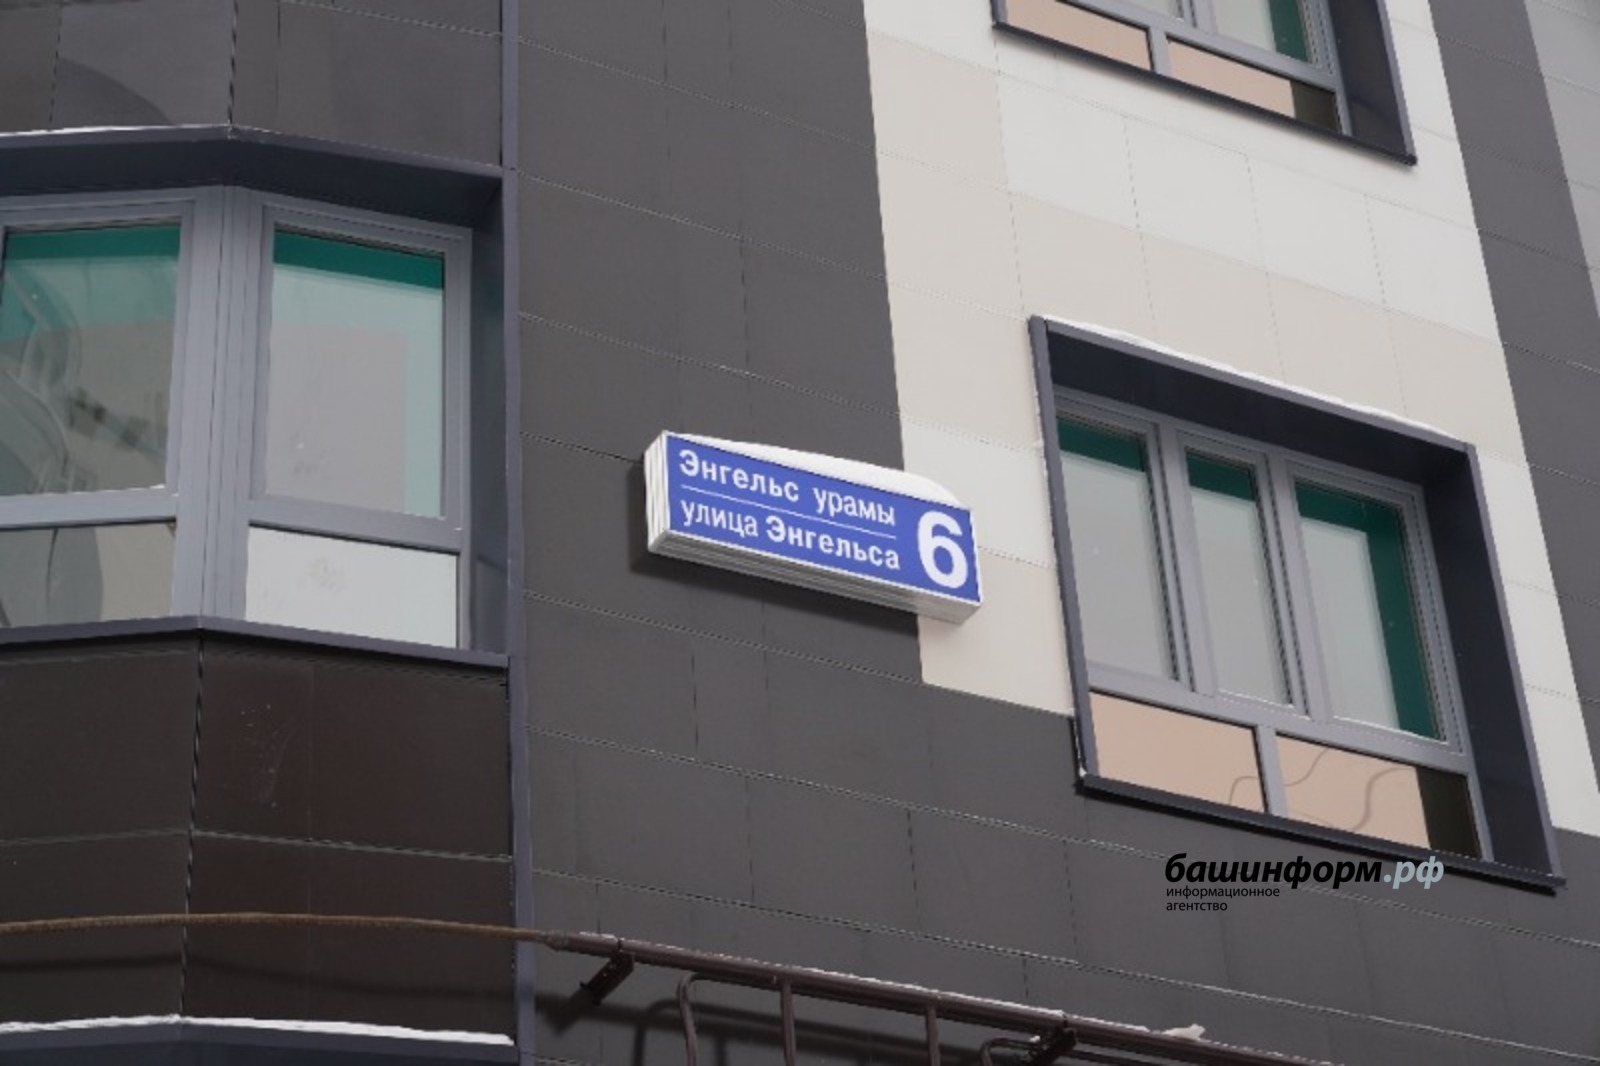 Энгельс урамы
улица Энгельса
6
башинформ.рф
информационное
агентство